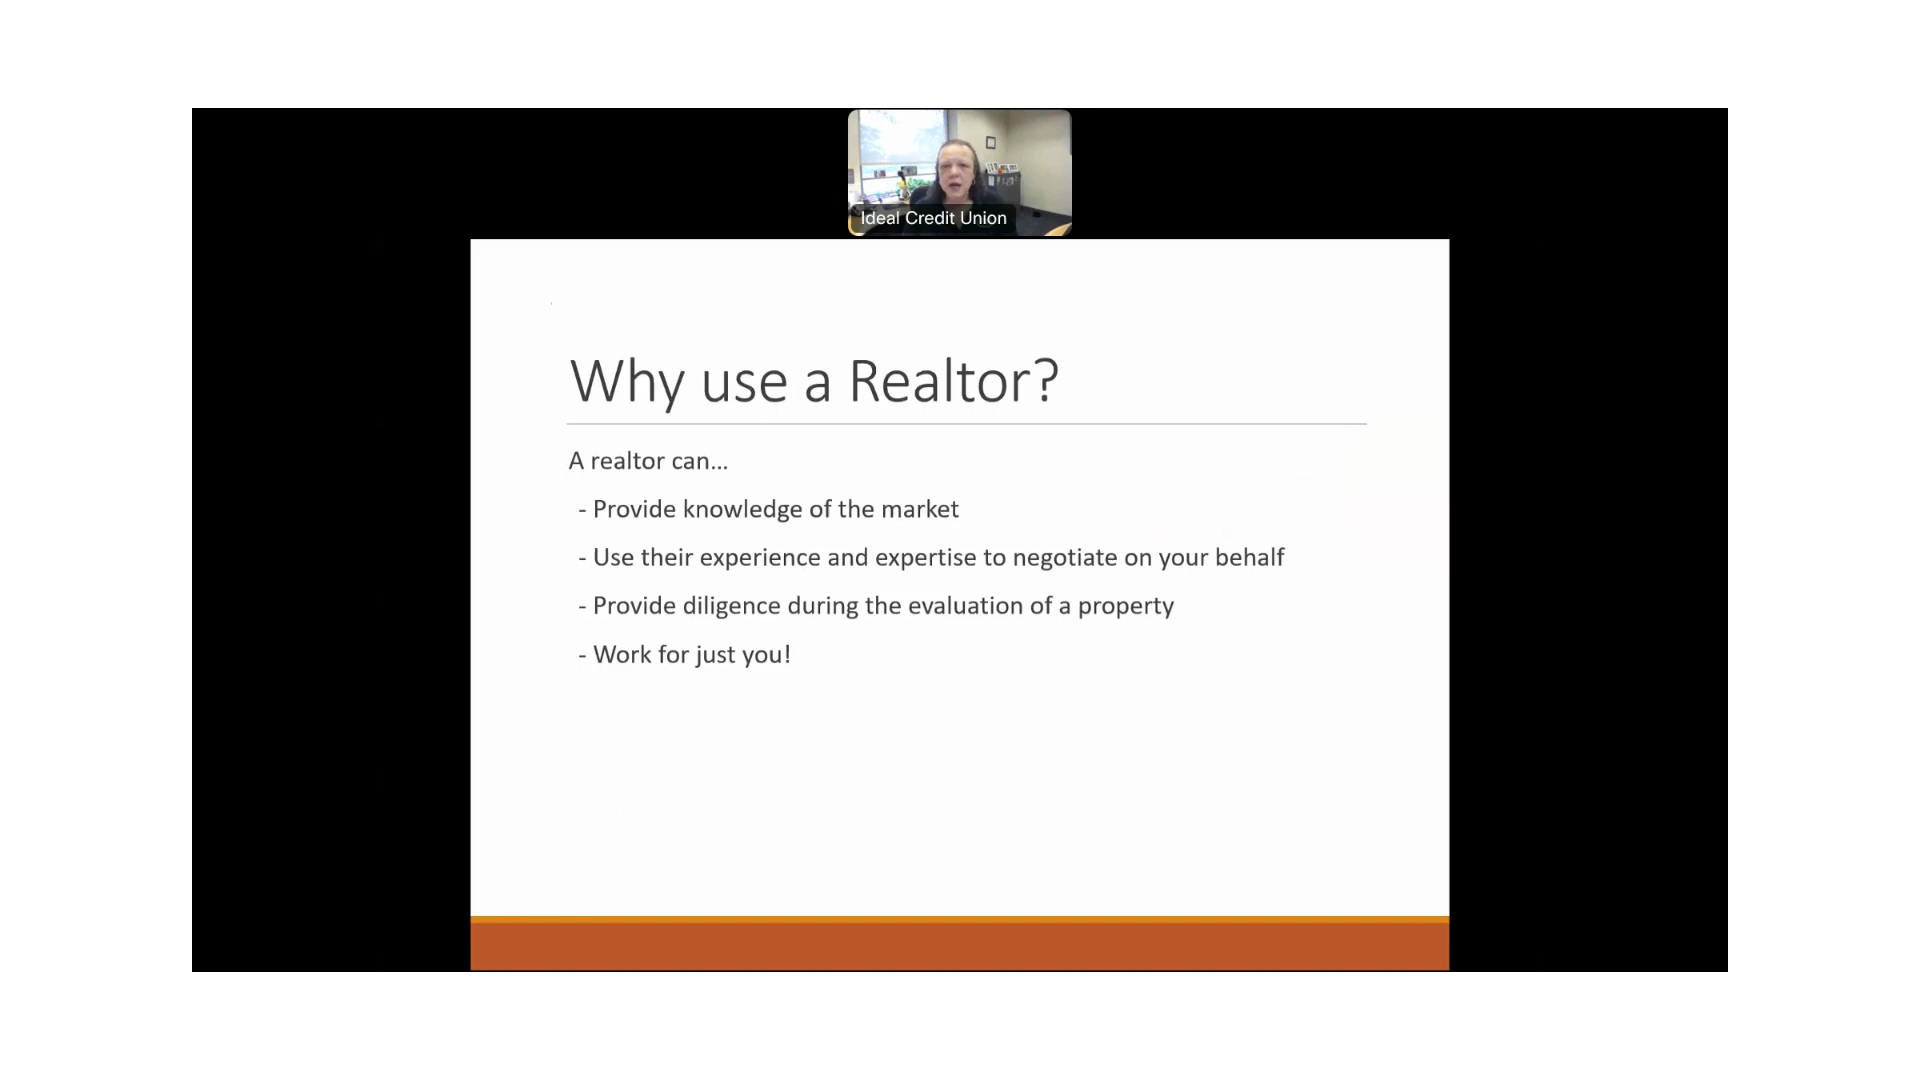 Ideal Credit Union
Why use a Realtor?
A realtor can...
- Provide knowledge of the market
- Use their experience and expertise to negotiate on your behalf
- Provide diligence during the evaluation of a property
- Work for just you!